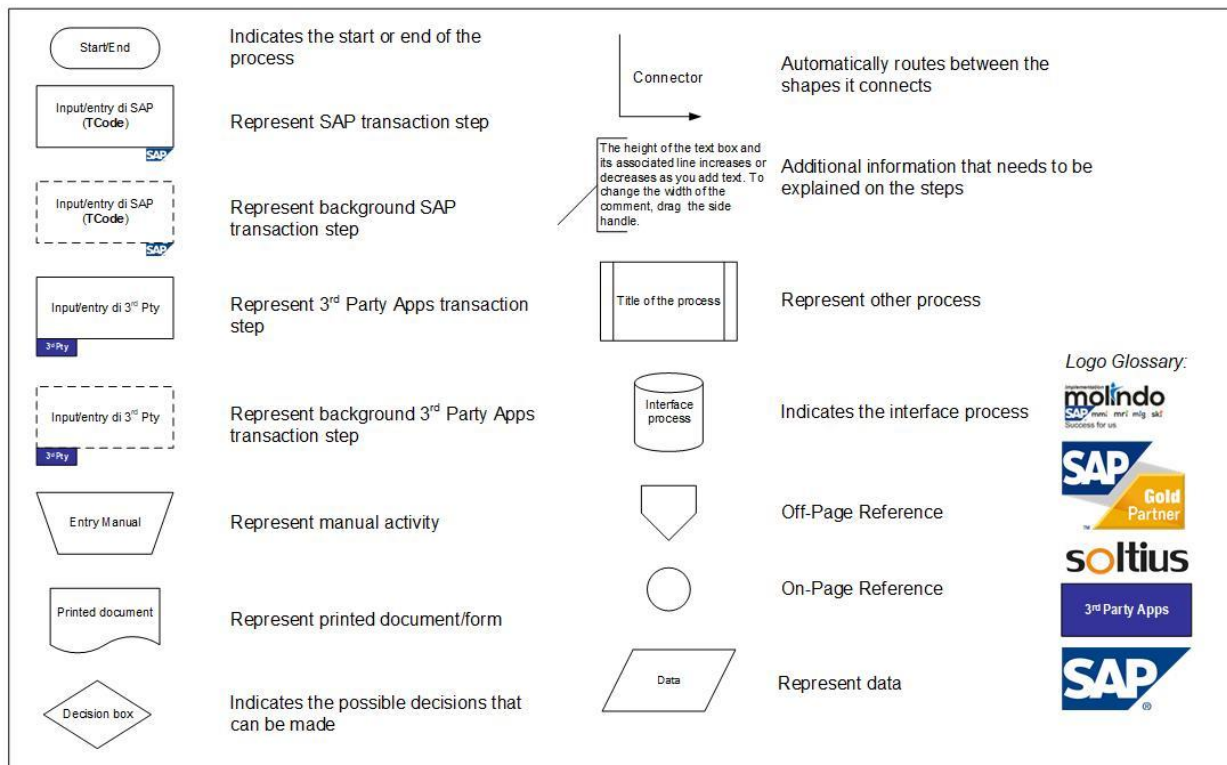 Start/End
Indicates the start or end of the
process
Input/entry di SAP
(TCode)
SAP
Represent SAP transaction step
Input/entry di SAP
(TCode)
SAP
Represent background SAP
transaction step
Input/entry di 3rd Pty
3rd Pty
Represent 3rd Party Apps transaction
step
Input/entry di 3rd Pty
3rd Pty
Represent background 3rd Party Apps
transaction step
Entry Manual
Represent manual activity
Printed document
Represent printed document/form
Decision box
Indicates the possible decisions that
can be made
Connector
Automatically routes between the
shapes it connects
The height of the text box and
its associated line increases or
decreases as you add text. To
change the width of the
comment, drag the side
handle.
Additional information that needs to be
explained on the steps
Title of the process
Represent other process
Interface
process
Indicates the interface process
Off-Page Reference
On-Page Reference
Data
Represent data
Logo Glossary:
Implementation
molindo
SAP mmi mri mlg ski
Success for us
SAP
Gold
Partner
™
soltius
3rd Party Apps
SAP
®